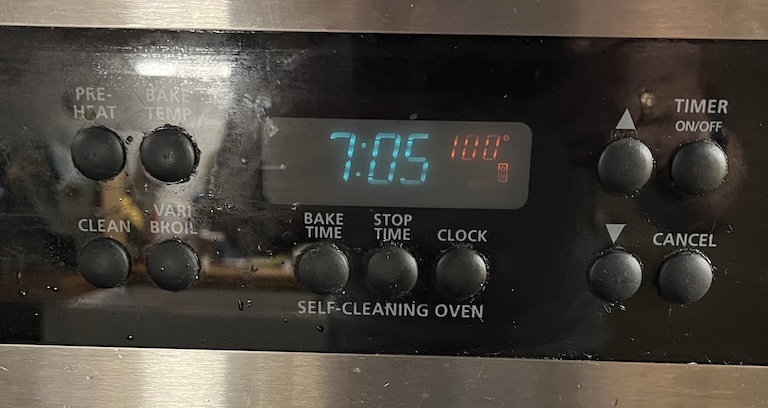 PRE-
HEAT
BAKE
TEMP
7:05
100°
TIMER
ON/OFF
CLEAN
VARI
BROIL
BAKE
TIME
STOP
TIME
CLOCK
CANCEL
SELF-CLEANING OVEN